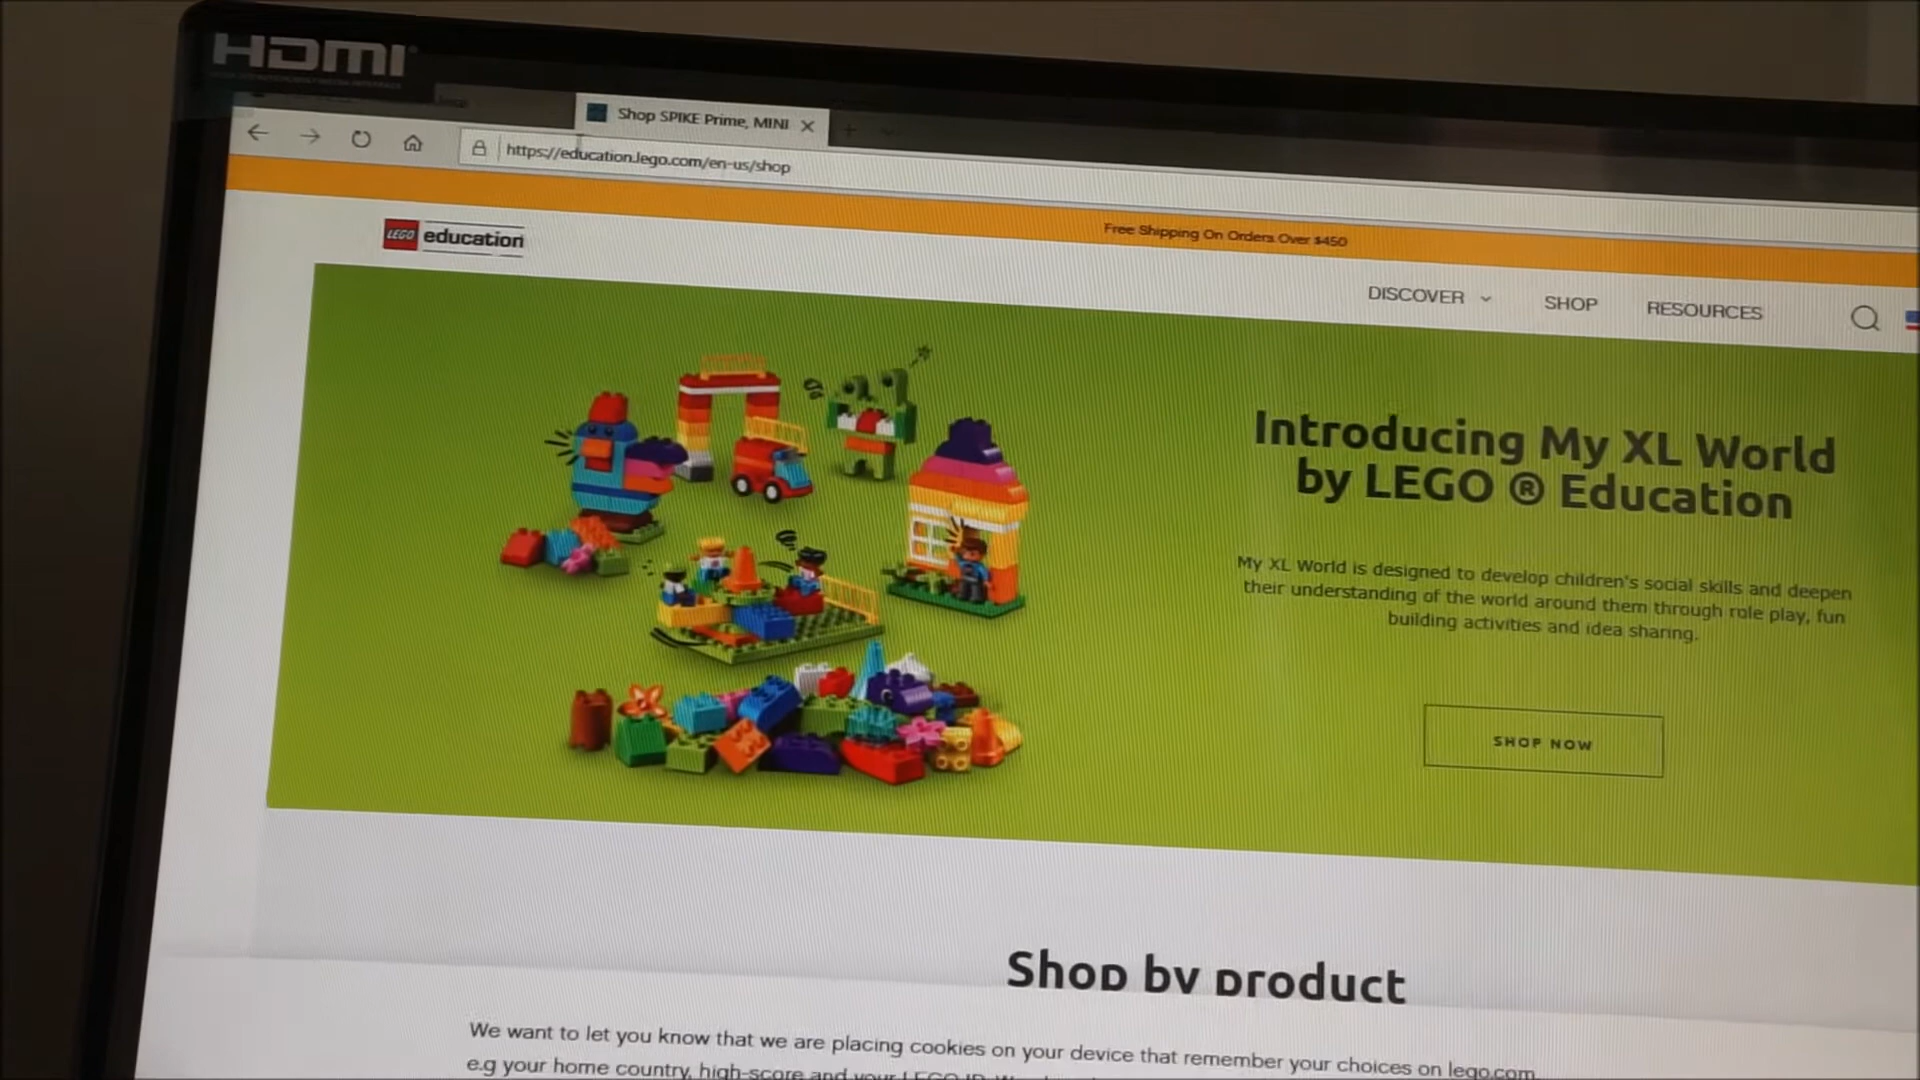 HDMI
Shop SPIKE Prime, MINI
https://education.lego.com/en-us/shop
Free Shipping On Orders Over $450
LEGO education
DISCOVER
SHOP
RESOURCES
Introducing My XL World
by LEGO ® Education
My XL World is designed to develop children's social skills and deepen
their understanding of the world around them through role play, fun
building activities and idea sharing.
SHOP NOW
Shop by product
We want to let you know that we are placing cookies on your device that remember your choices on lego.com
e.g your home country, high-score and your LEGO ID.